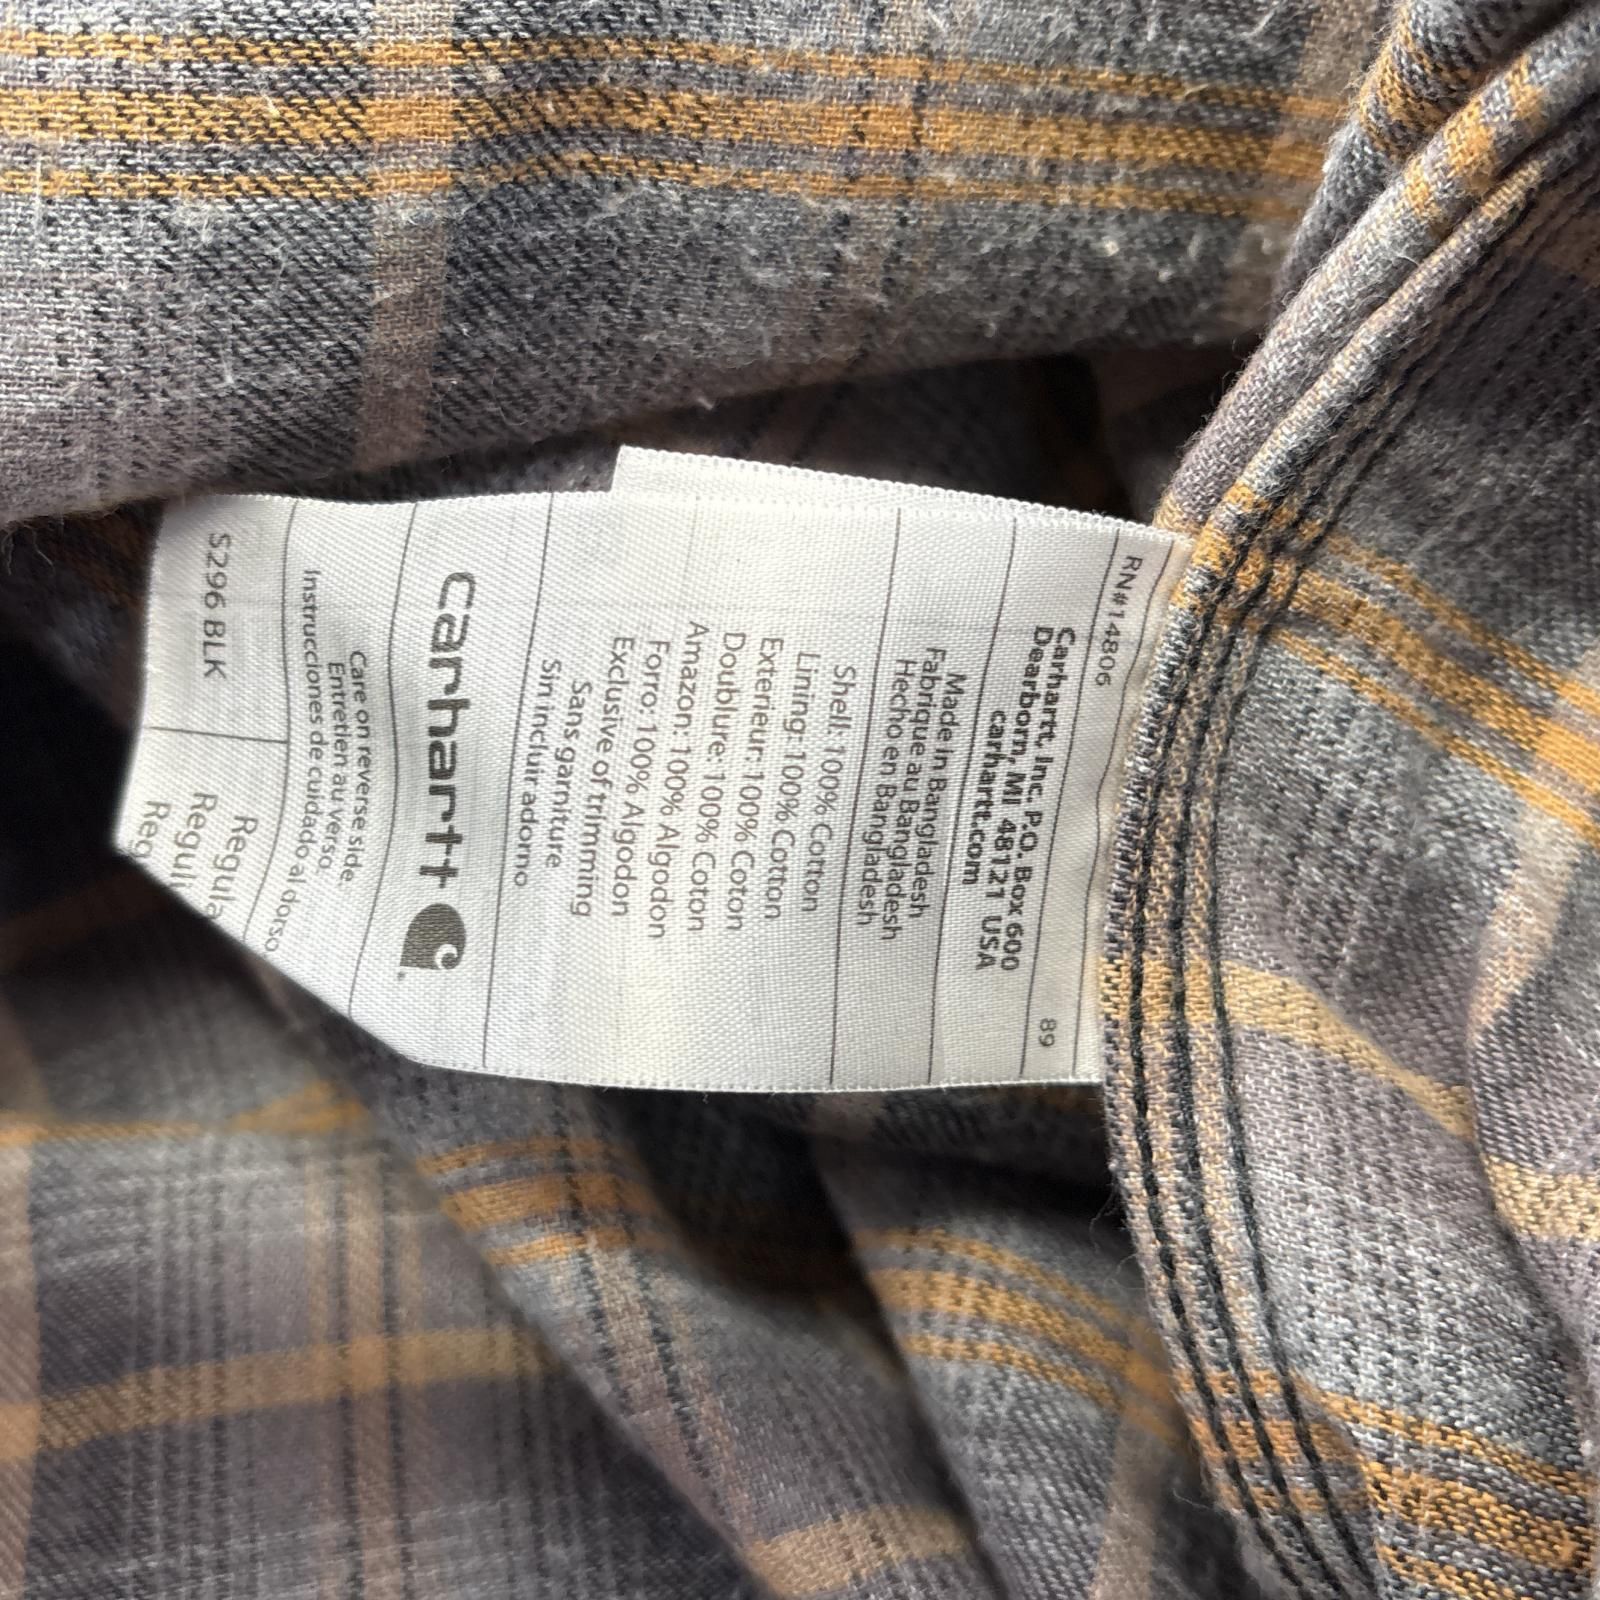 RN#14806 89
Carhartt, Inc. P.O. Box 600
Dearborn, MI 48121 USA
carhartt.com
Made in Bangladesh
Fabrique au Bangladesh
Hecho en Bangladesh
Shell: 100% Cotton
Lining: 100% Cotton
Exterieur: 100% Coton
Doublure: 100% Coton
Amazon: 100% Algodon
Forro: 100% Algodon
Exclusive of trimming
Sans garniture
Sin incluir adorno
carhartt
Care on reverse side.
Entretien au verso.
Instrucciones de cuidado al dorso
S296 BLK
Regula
Reguli
Reg